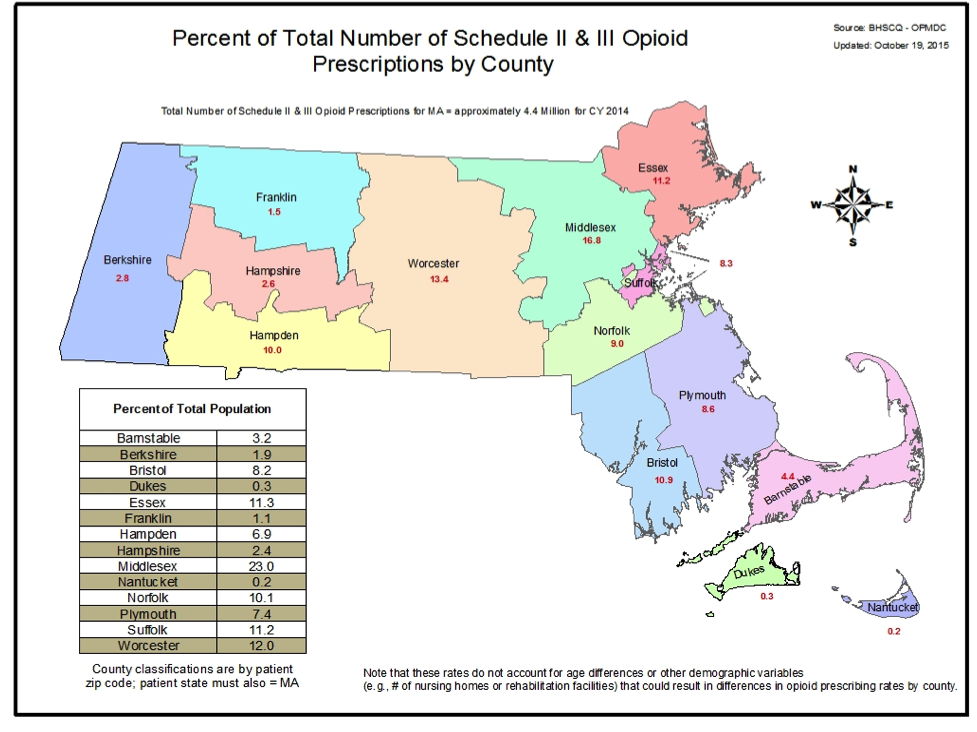 Percent of Total Number of Schedule II & III Opioid
Prescriptions by County
Source: BHSCQ - OPMDC
Updated: October 19, 2015
Total Number of Schedule II & III Opioid Prescriptions for MA = approximately 4.4 Million for CY 2014
Essex
11.2
N
W E
S
Franklin
1.5
Middlesex
16.8
Berkshire
2.8
Hampshire
2.6
Worcester
13.4
8.3
Suffolk
Hampden
10.0
Norfolk
9.0
Plymouth
8.6
Bristol
10.9
4.4
Barnstable
Dukes
0.3
Nantucket
0.2
Percent of Total Population
Barnstable 3.2
Berkshire 1.9
Bristol 8.2
Dukes 0.3
Essex 11.3
Franklin 1.1
Hampden 6.9
Hampshire 2.4
Middlesex 23.0
Nantucket 0.2
Norfolk 10.1
Plymouth 7.4
Suffolk 11.2
Worcester 12.0
County classifications are by patient
zip code; patient state must also = MA
Note that these rates do not account for age differences or other demographic variables
(e.g., # of nursing homes or rehabilitation facilities) that could result in differences in opioid prescribing rates by county.